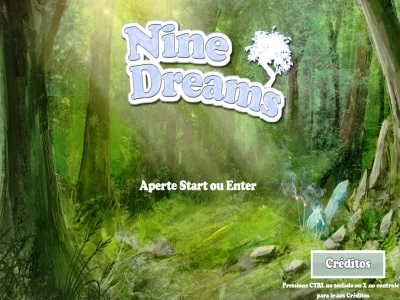 Nine
Dreams
Aperte Start ou Enter
Créditos
Pressione CTRL no teclado ou X no controle
para ir aos Créditos